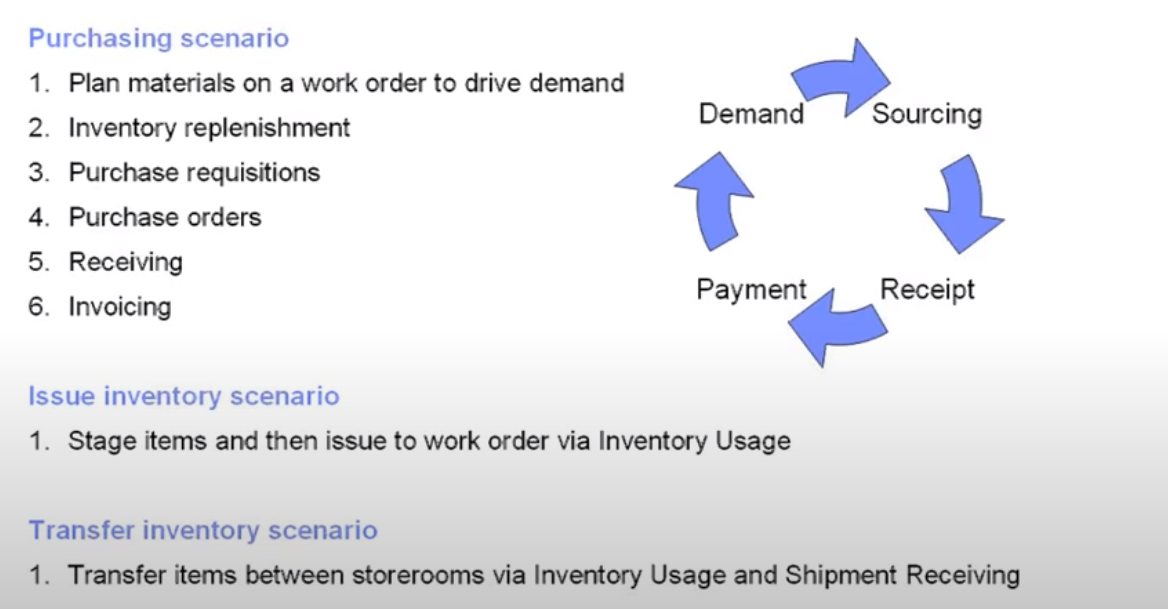 Purchasing scenario
1. Plan materials on a work order to drive demand
2. Inventory replenishment
3. Purchase requisitions
4. Purchase orders
5. Receiving
6. Invoicing
Demand
Sourcing
Payment
Receipt
Issue inventory scenario
1. Stage items and then issue to work order via Inventory Usage
Transfer inventory scenario
1. Transfer items between storerooms via Inventory Usage and Shipment Receiving